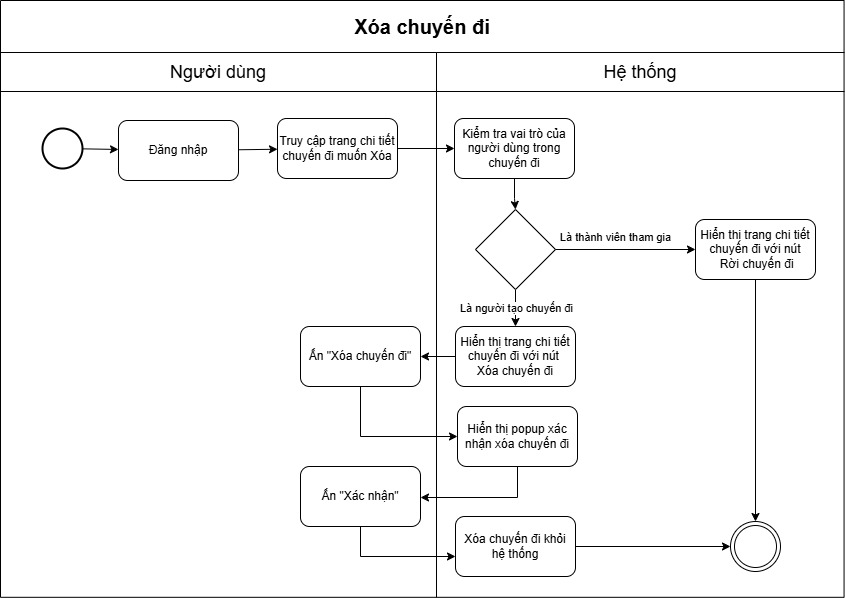 Xóa chuyến đi
Người dùng
Hệ thống
Đăng nhập
Truy cập trang chi tiết
chuyến đi muốn Xóa
Kiểm tra vai trò của
người dùng trong
chuyến đi
Là thành viên tham gia
Hiển thị trang chi tiết
chuyến đi với nút
Rời chuyến đi
Là người tạo chuyến đi
Hiển thị trang chi tiết
chuyến đi với nút
Xóa chuyến đi
Ấn "Xóa chuyến đi"
Hiển thị popup xác
nhận xóa chuyến đi
Ấn "Xác nhận"
Xóa chuyến đi khỏi
hệ thống